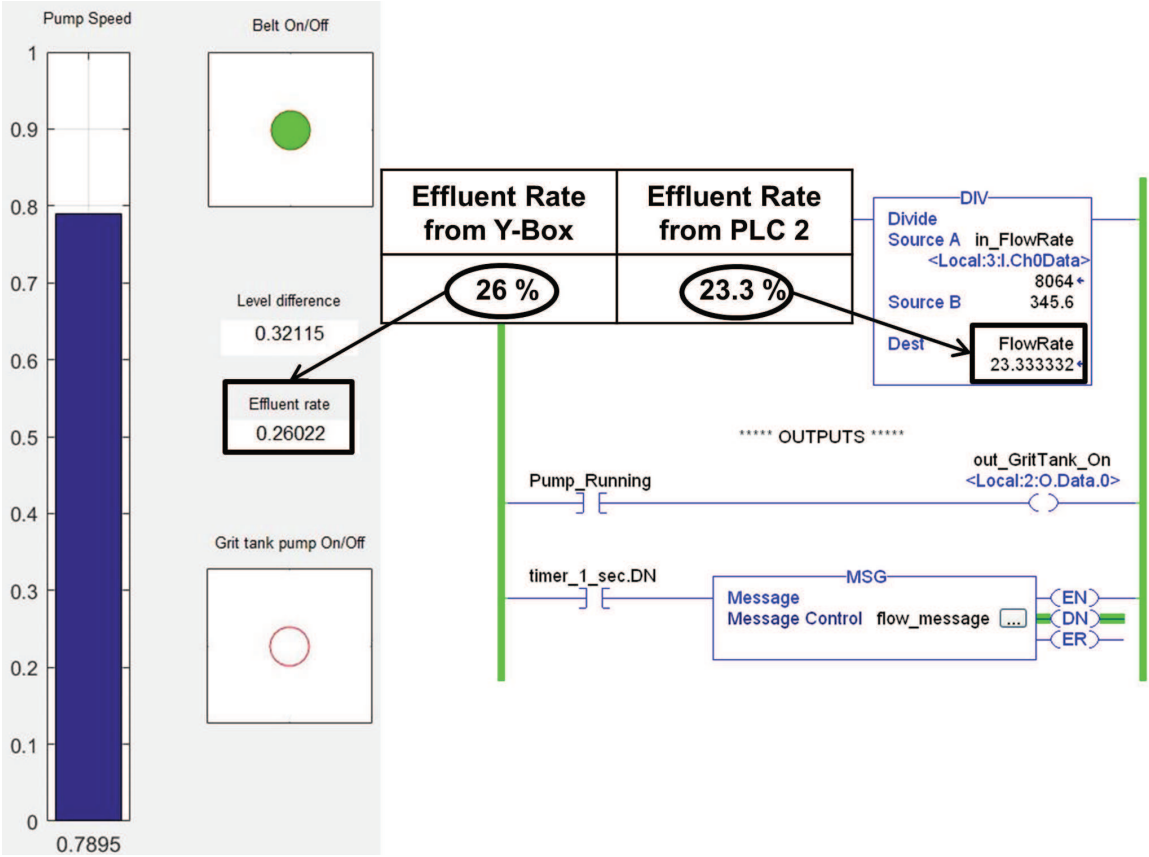 Pump Speed
1
0.9
0.8
0.7
0.6
0.5
0.4
0.3
0.2
0.1
0
0.7895
Belt On/Off
Level difference
0.32115
Effluent rate
0.26022
Grit tank pump On/Off
Effluent Rate
from Y-Box
Effluent Rate
from PLC 2
26 %
23.3 %
DIV
Divide
Source A in_FlowRate
<Local:3:I.Ch0Data>
8064
Source B 345.6
Dest FlowRate
23.333332
***** OUTPUTS *****
Pump_Running
out_GritTank_On
<Local:2:O.Data.0>
timer_1_sec.DN
MSG
Message
Message Control flow_message ...
EN
DN
ER